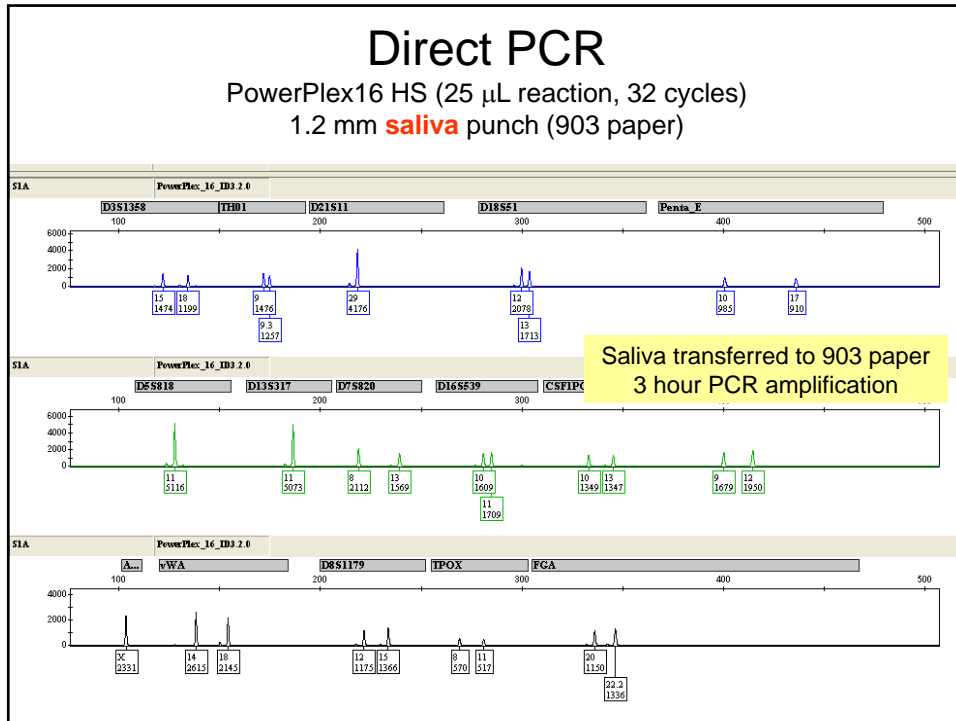 Direct PCR
PowerPlex16 HS (25 μL reaction, 32 cycles)
1.2 mm saliva punch (903 paper)
S1A PowerPlex_16_ID3.2.0
D3S1358 TH01 D21S11 D18S51 Penta_E
100 200 300 400 500
6000
4000
2000
0
15 18 9 29 12 10 17
1474 1199 1476 4176 2078 985 910
9.3 13
1257 1713
Saliva transferred to 903 paper
3 hour PCR amplification
S1A PowerPlex_16_ID3.2.0
D5S818 D13S317 D7S820 D16S539 CSF1PO
100 200 300 400 500
6000
4000
2000
0
11 11 8 13 10 10 13 9 12
5116 5073 2112 1569 1609 1349 1347 1679 1950
11
1709
S1A PowerPlex_16_ID3.2.0
A... vWA D8S1179 TPOX FGA
100 200 300 400 500
4000
2000
0
X 14 18 12 15 8 11 20
2331 2615 2145 1175 1366 570 517 1150
22.2
1336